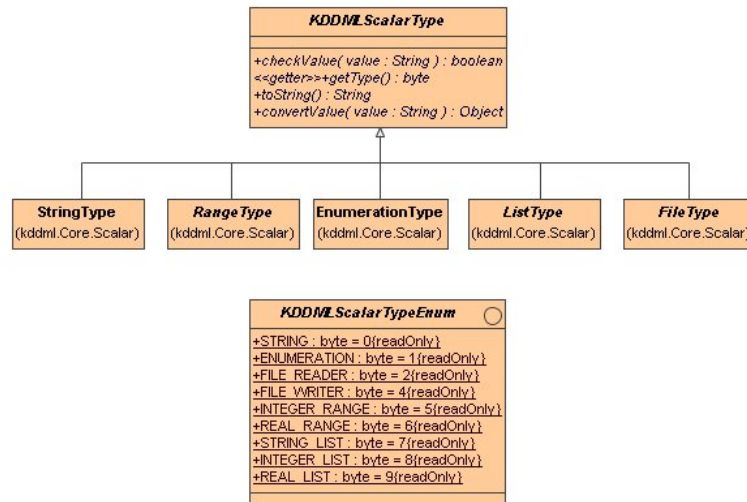 KDDMLScalarType
+checkValue( value : String ) : boolean
<<getter>>+getType() : byte
+toString() : String
+convertValue( value : String ) : Object
StringType
(kddml.Core.Scalar)
RangeType
(kddml.Core.Scalar)
EnumerationType
(kddml.Core.Scalar)
ListType
(kddml.Core.Scalar)
FileType
(kddml.Core.Scalar)
KDDMLScalarTypeEnum
+STRING : byte = 0{readOnly}
+ENUMERATION : byte = 1{readOnly}
+FILE_READER : byte = 2{readOnly}
+FILE_WRITER : byte = 4{readOnly}
+INTEGER_RANGE : byte = 5{readOnly}
+REAL_RANGE : byte = 6{readOnly}
+STRING_LIST : byte = 7{readOnly}
+INTEGER_LIST : byte = 8{readOnly}
+REAL_LIST : byte = 9{readOnly}